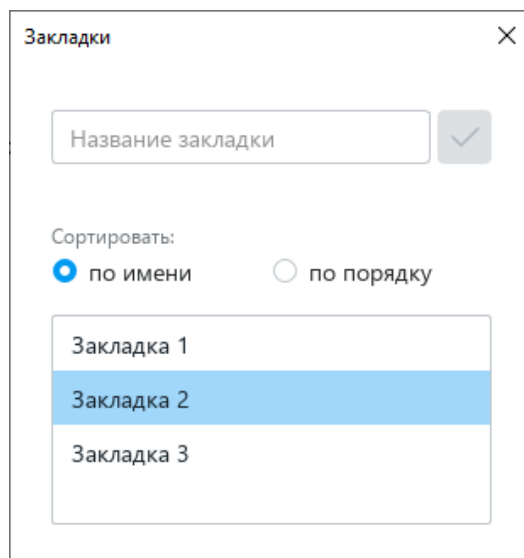 Закладки
Название закладки
Сортировать:
по имени
по порядку
Закладка 1
Закладка 2
Закладка 3